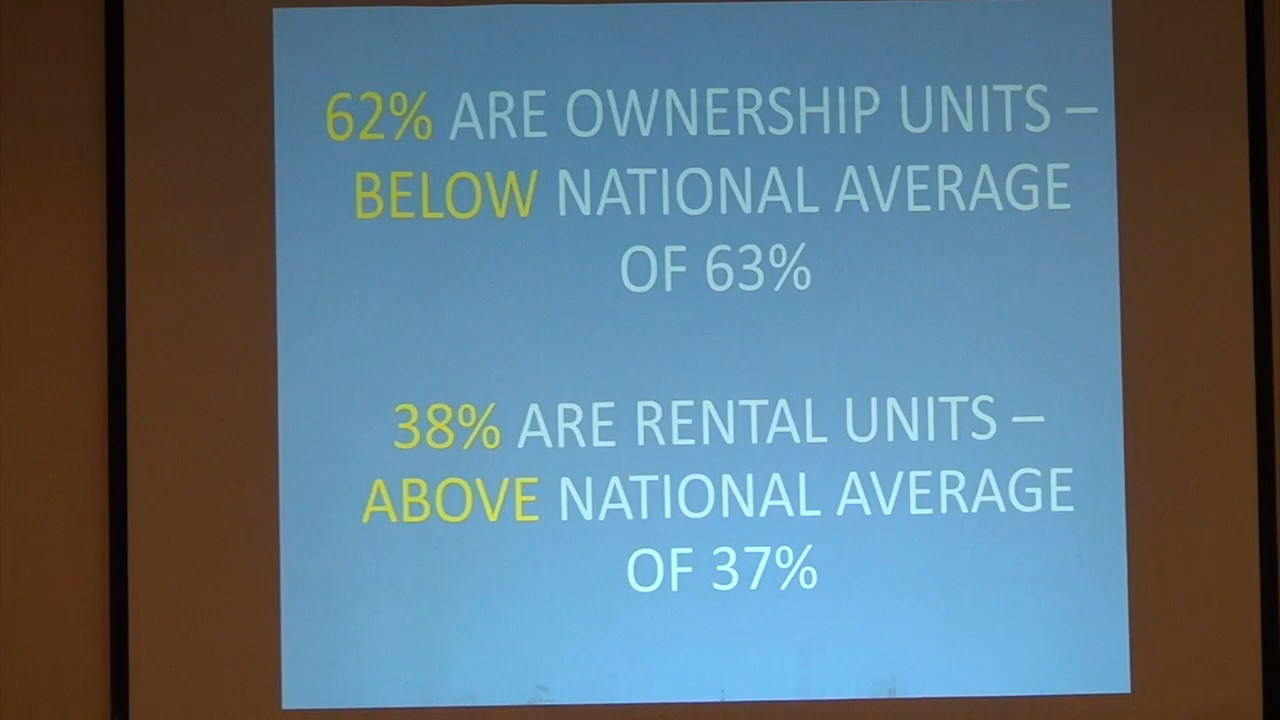 62% ARE OWNERSHIP UNITS –
BELOW NATIONAL AVERAGE
OF 63%
38% ARE RENTAL UNITS –
ABOVE NATIONAL AVERAGE
OF 37%